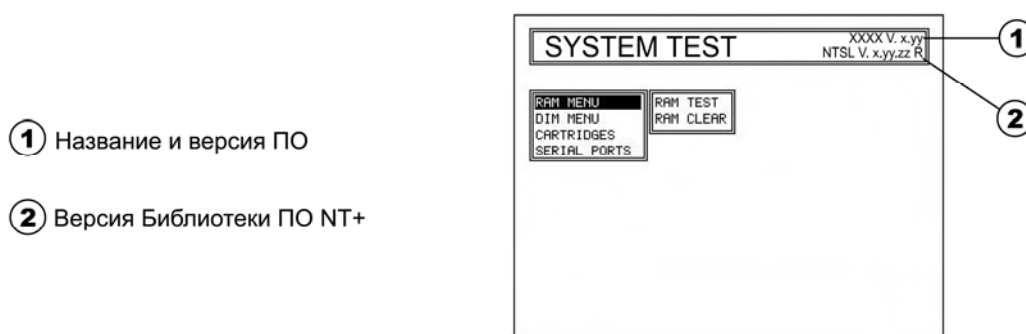 1 Название и версия ПО
2 Версия Библиотеки ПО NT+
SYSTEM TEST
XXXX V. x.yy
NTSL V. x.yy.zz R
1
2
RAM MENU
DIM MENU
CARTRIDGES
SERIAL PORTS
RAM TEST
RAM CLEAR